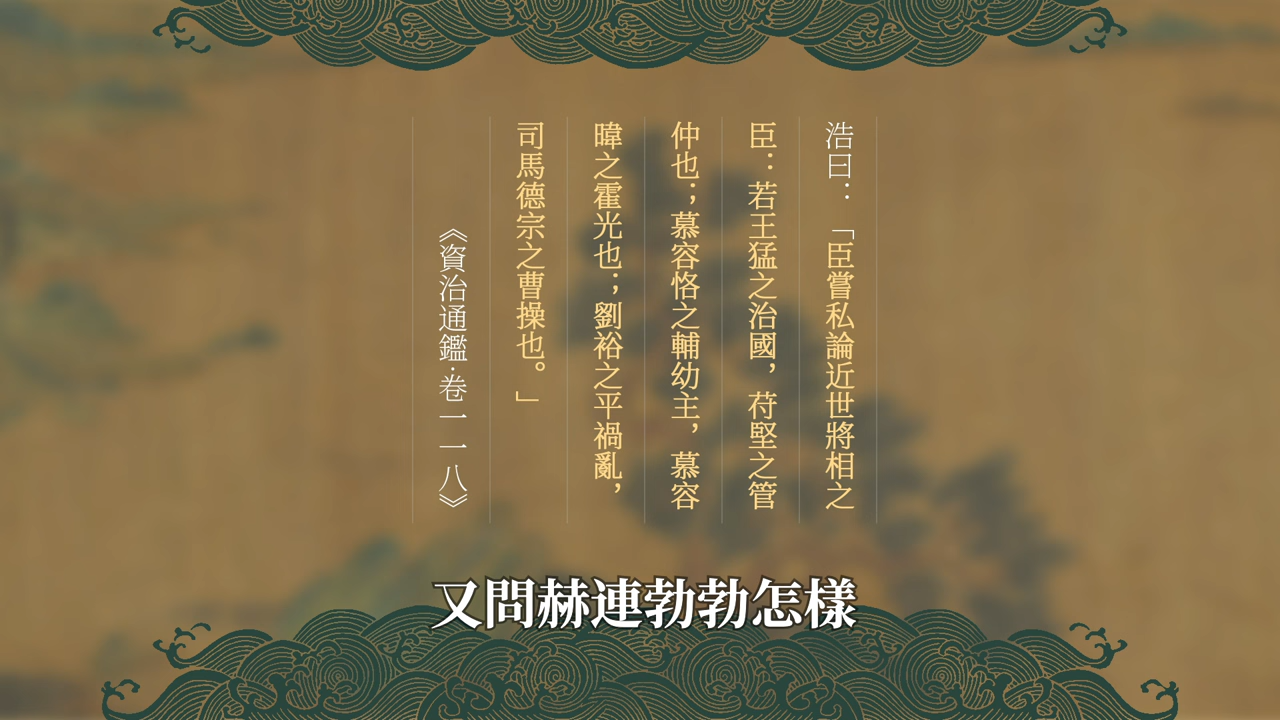 浩曰：「臣嘗私論近世將相之
臣：若王猛之治國，苻堅之管
仲也；慕容恪之輔幼主，慕容
暐之霍光也；劉裕之平禍亂，
司馬德宗之曹操也。」
《資治通鑑·卷一一八》
又問赫連勃勃怎樣